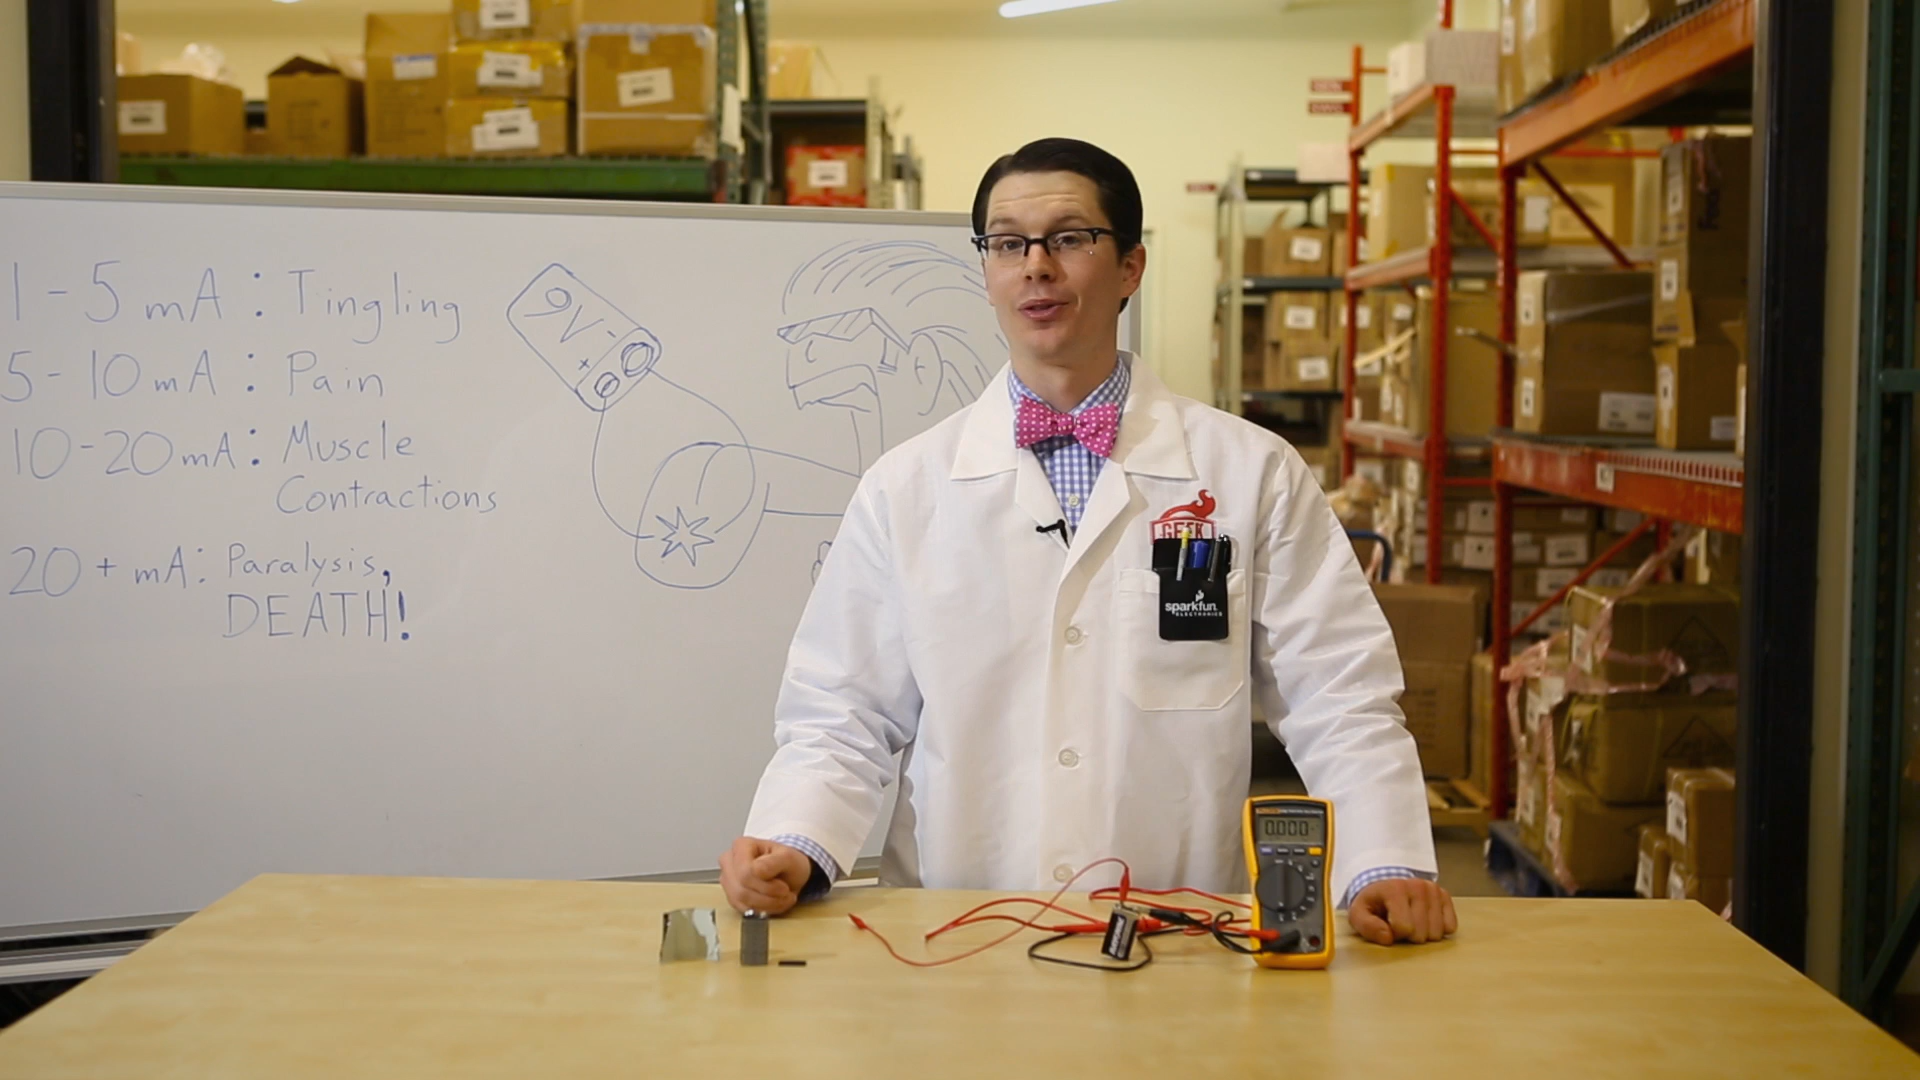 1-5 mA : Tingling
5-10 mA : Pain
10-20 mA : Muscle
Contractions
20+ mA : Paralysis,
DEATH!
9V
-
+
GEEK
sparkfun
ELECTRONICS
0.000